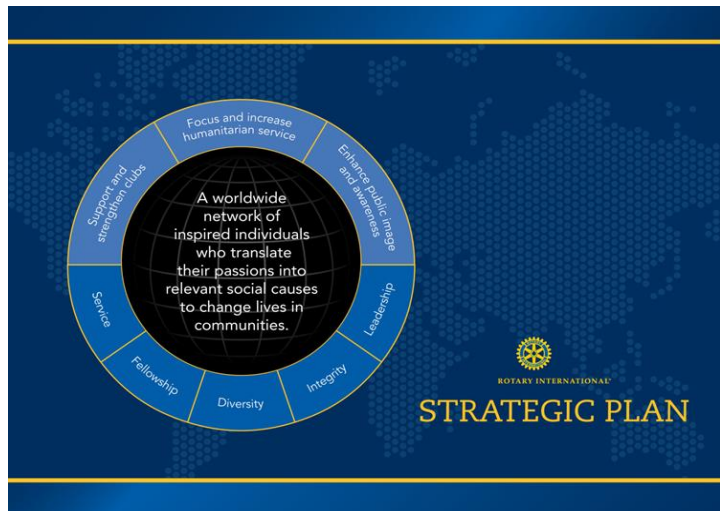 Focus and increase
humanitarian service
Support and
strengthen clubs
Enhance public image
and awareness
A worldwide
network of
inspired individuals
who translate
their passions into
relevant social causes
to change lives in
communities.
Service
Fellowship
Diversity
Integrity
Leadership
ROTARY INTERNATIONAL®
STRATEGIC PLAN